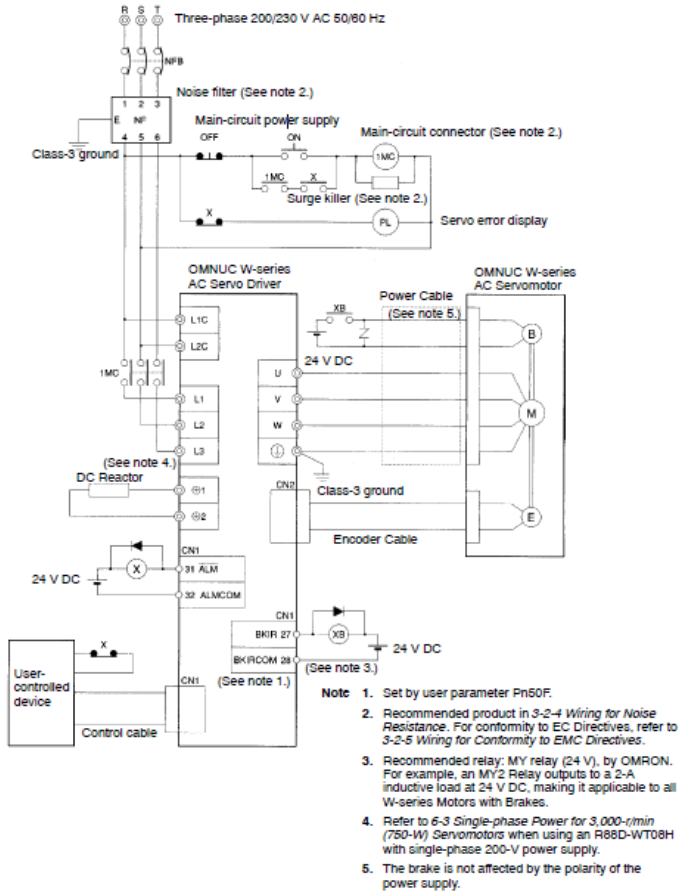 R S T
Three-phase 200/230 V AC 50/60 Hz
NFB
Noise filter (See note 2.)
1 2 3
E NF
4 5 6
Class-3 ground
Main-circuit power supply
OFF
ON
Main-circuit connector (See note 2.)
1MC
1MC X
Surge killer (See note 2.)
X
PL
Servo error display
OMNUC W-series
AC Servo Driver
OMNUC W-series
AC Servomotor
Power Cable
(See note 5.)
XB
B
L1C
L2C
24 V DC
1MC
U
V
W
M
L1
L2
L3
(See note 4.)
DC Reactor
⊕1
⊕2
CN2
Class-3 ground
E
Encoder Cable
CN1
X
31 ALM
24 V DC
32 ALMCOM
CN1
BKIR 27
XB
24 V DC
BKIRCOM 28
(See note 3.)
(See note 1.)
X
User-
controlled
device
CN1
Control cable
Note 1. Set by user parameter Pn50F.
2. Recommended product in 3-2-4 Wiring for Noise
Resistance. For conformity to EC Directives, refer to
3-2-5 Wiring for Conformity to EMC Directives.
3. Recommended relay: MY relay (24 V), by OMRON.
For example, an MY2 Relay outputs to a 2-A
inductive load at 24 V DC, making it applicable to all
W-series Motors with Brakes.
4. Refer to 6-3 Single-phase Power for 3,000-r/min
(750-W) Servomotors when using an R88D-WT08H
with single-phase 200-V power supply.
5. The brake is not affected by the polarity of the
power supply.